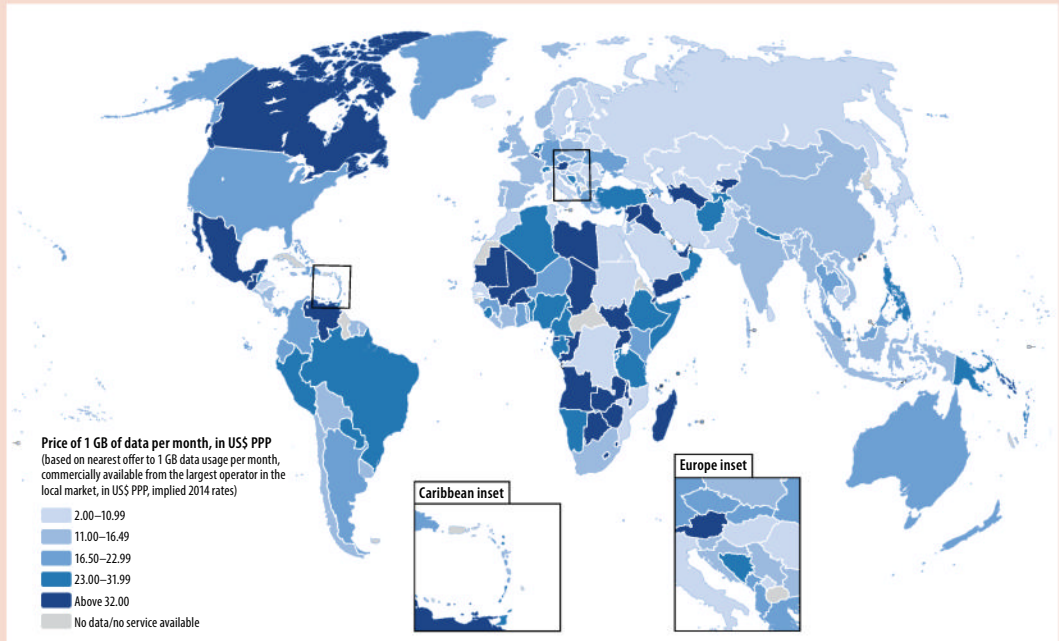 Price of 1 GB of data per month, in US$ PPP
(based on nearest offer to 1 GB data usage per month,
commercially available from the largest operator in the
local market, in US$ PPP, implied 2014 rates)
2.00–10.99
11.00–16.49
16.50–22.99
23.00–31.99
Above 32.00
No data/no service available
Caribbean inset
Europe inset